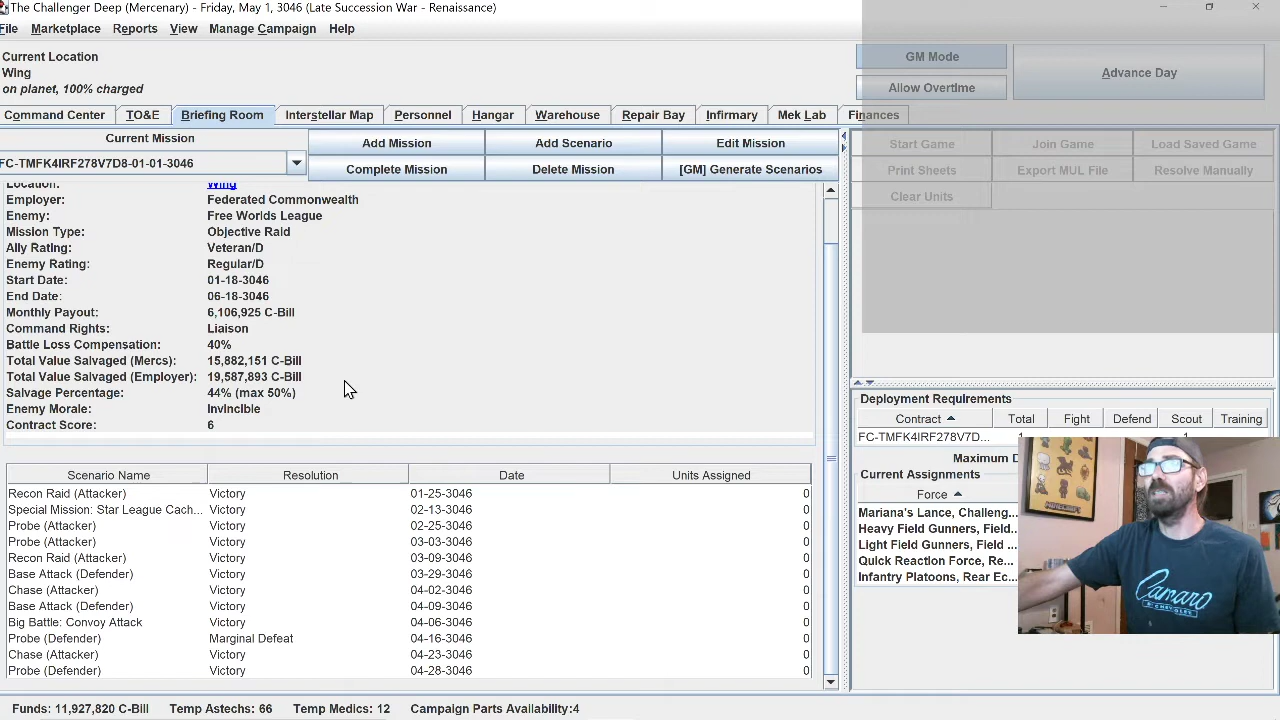 The Challenger Deep (Mercenary) - Friday, May 1, 3046 (Late Succession War - Renaissance)
File Marketplace Reports View Manage Campaign Help
Current Location
Wing
on planet, 100% charged
GM Mode
Allow Overtime
Advance Day
Command Center TO&E Briefing Room Interstellar Map Personnel Hangar Warehouse Repair Bay Infirmary Mek Lab Finances
Current Mission
FC-TMFK4IRF278V7D8-01-01-3046
Add Mission Add Scenario Edit Mission
Complete Mission Delete Mission [GM] Generate Scenarios
Start Game Join Game Load Saved Game
Print Sheets Export MUL File Resolve Manually
Clear Units
Location: Wing
Employer: Federated Commonwealth
Enemy: Free Worlds League
Mission Type: Objective Raid
Ally Rating: Veteran/D
Enemy Rating: Regular/D
Start Date: 01-18-3046
End Date: 06-18-3046
Monthly Payout: 6,106,925 C-Bill
Command Rights: Liaison
Battle Loss Compensation: 40%
Total Value Salvaged (Mercs): 15,882,151 C-Bill
Total Value Salvaged (Employer): 19,587,893 C-Bill
Salvage Percentage: 44% (max 50%)
Enemy Morale: Invincible
Contract Score: 6
Scenario Name Resolution Date Units Assigned
Recon Raid (Attacker) Victory 01-25-3046 0
Special Mission: Star League Cach... Victory 02-13-3046 0
Probe (Attacker) Victory 02-25-3046 0
Probe (Attacker) Victory 03-03-3046 0
Recon Raid (Attacker) Victory 03-09-3046 0
Base Attack (Defender) Victory 03-29-3046 0
Chase (Attacker) Victory 04-02-3046 0
Base Attack (Defender) Victory 04-09-3046 0
Big Battle: Convoy Attack Victory 04-06-3046 0
Probe (Defender) Marginal Defeat 04-16-3046 0
Chase (Attacker) Victory 04-23-3046 0
Probe (Defender) Victory 04-28-3046 0
Deployment Requirements
Contract Total Fight Defend Scout Training
FC-TMFK4IRF278V7D... 1 1
Maximum D
Current Assignments
Force
Mariana's Lance, Challeng...
Heavy Field Gunners, Field...
Light Field Gunners, Field ...
Quick Reaction Force, Re...
Infantry Platoons, Rear Ec...
Camaro
BY CHEVROLET
Funds: 11,927,820 C-Bill Temp Astechs: 66 Temp Medics: 12 Campaign Parts Availability:4